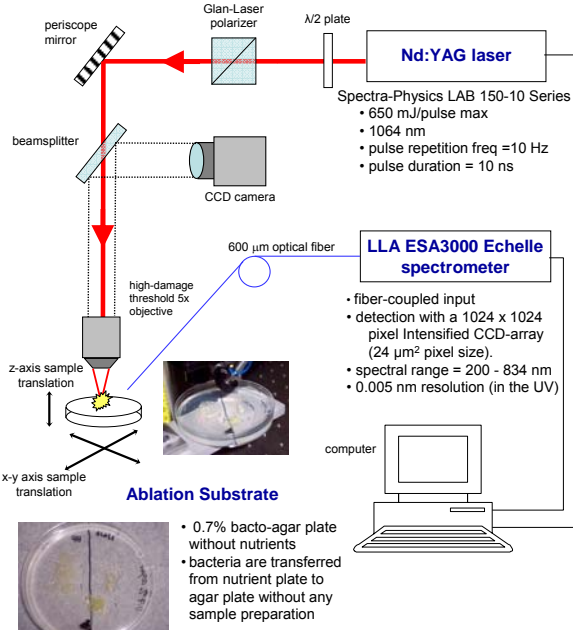 Glan-Laser
polarizer
λ/2 plate
periscope
mirror
Nd:YAG laser
Spectra-Physics LAB 150-10 Series
• 650 mJ/pulse max
• 1064 nm
• pulse repetition freq =10 Hz
• pulse duration = 10 ns
beamsplitter
CCD camera
600 μm optical fiber
LLA ESA3000 Echelle
spectrometer
high-damage
threshold 5x
objective
• fiber-coupled input
• detection with a 1024 x 1024
pixel Intensified CCD-array
(24 μm² pixel size).
• spectral range = 200 - 834 nm
• 0.005 nm resolution (in the UV)
z-axis sample
translation
computer
x-y axis sample
translation
Ablation Substrate
• 0.7% bacto-agar plate
without nutrients
• bacteria are transferred
from nutrient plate to
agar plate without any
sample preparation